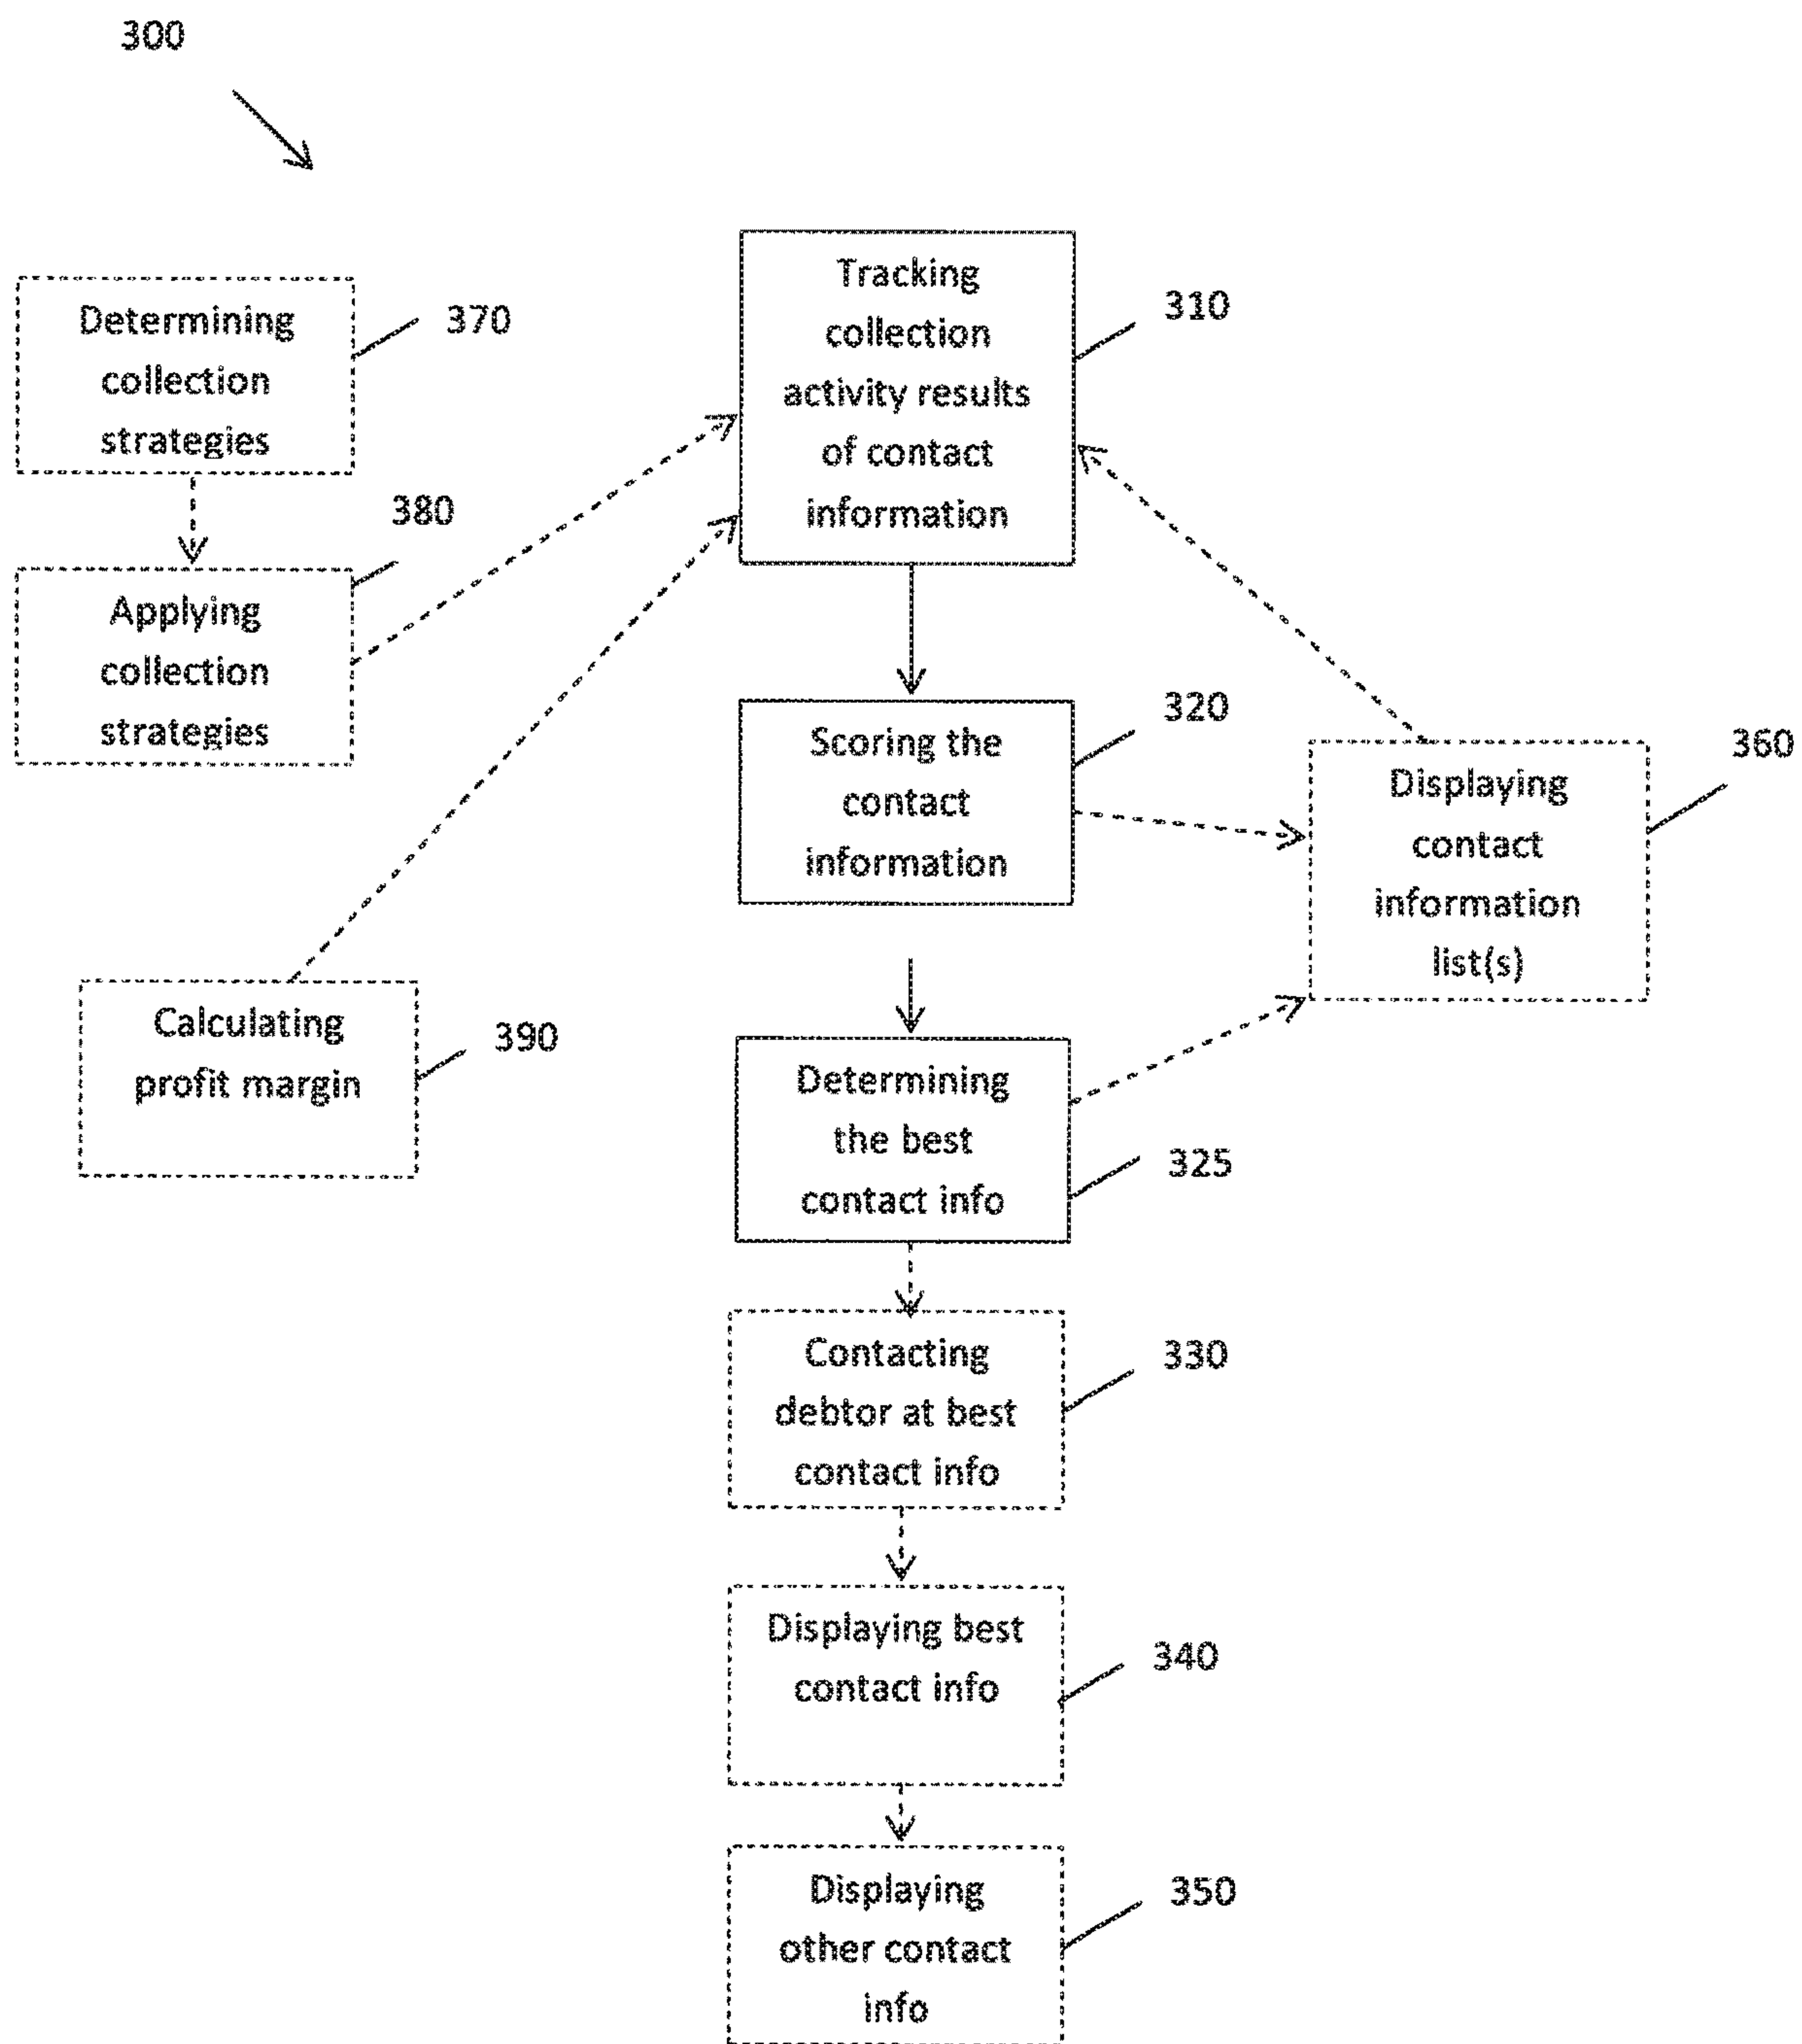 300
Determining
collection
strategies
370
Applying
collection
strategies
380
Calculating
profit margin
390
Tracking
collection
activity results
of contact
information
310
Scoring the
contact
information
320
Displaying
contact
information
list(s)
360
Determining
the best
contact info
325
Contacting
debtor at best
contact info
330
Displaying best
contact info
340
Displaying
other contact
info
350